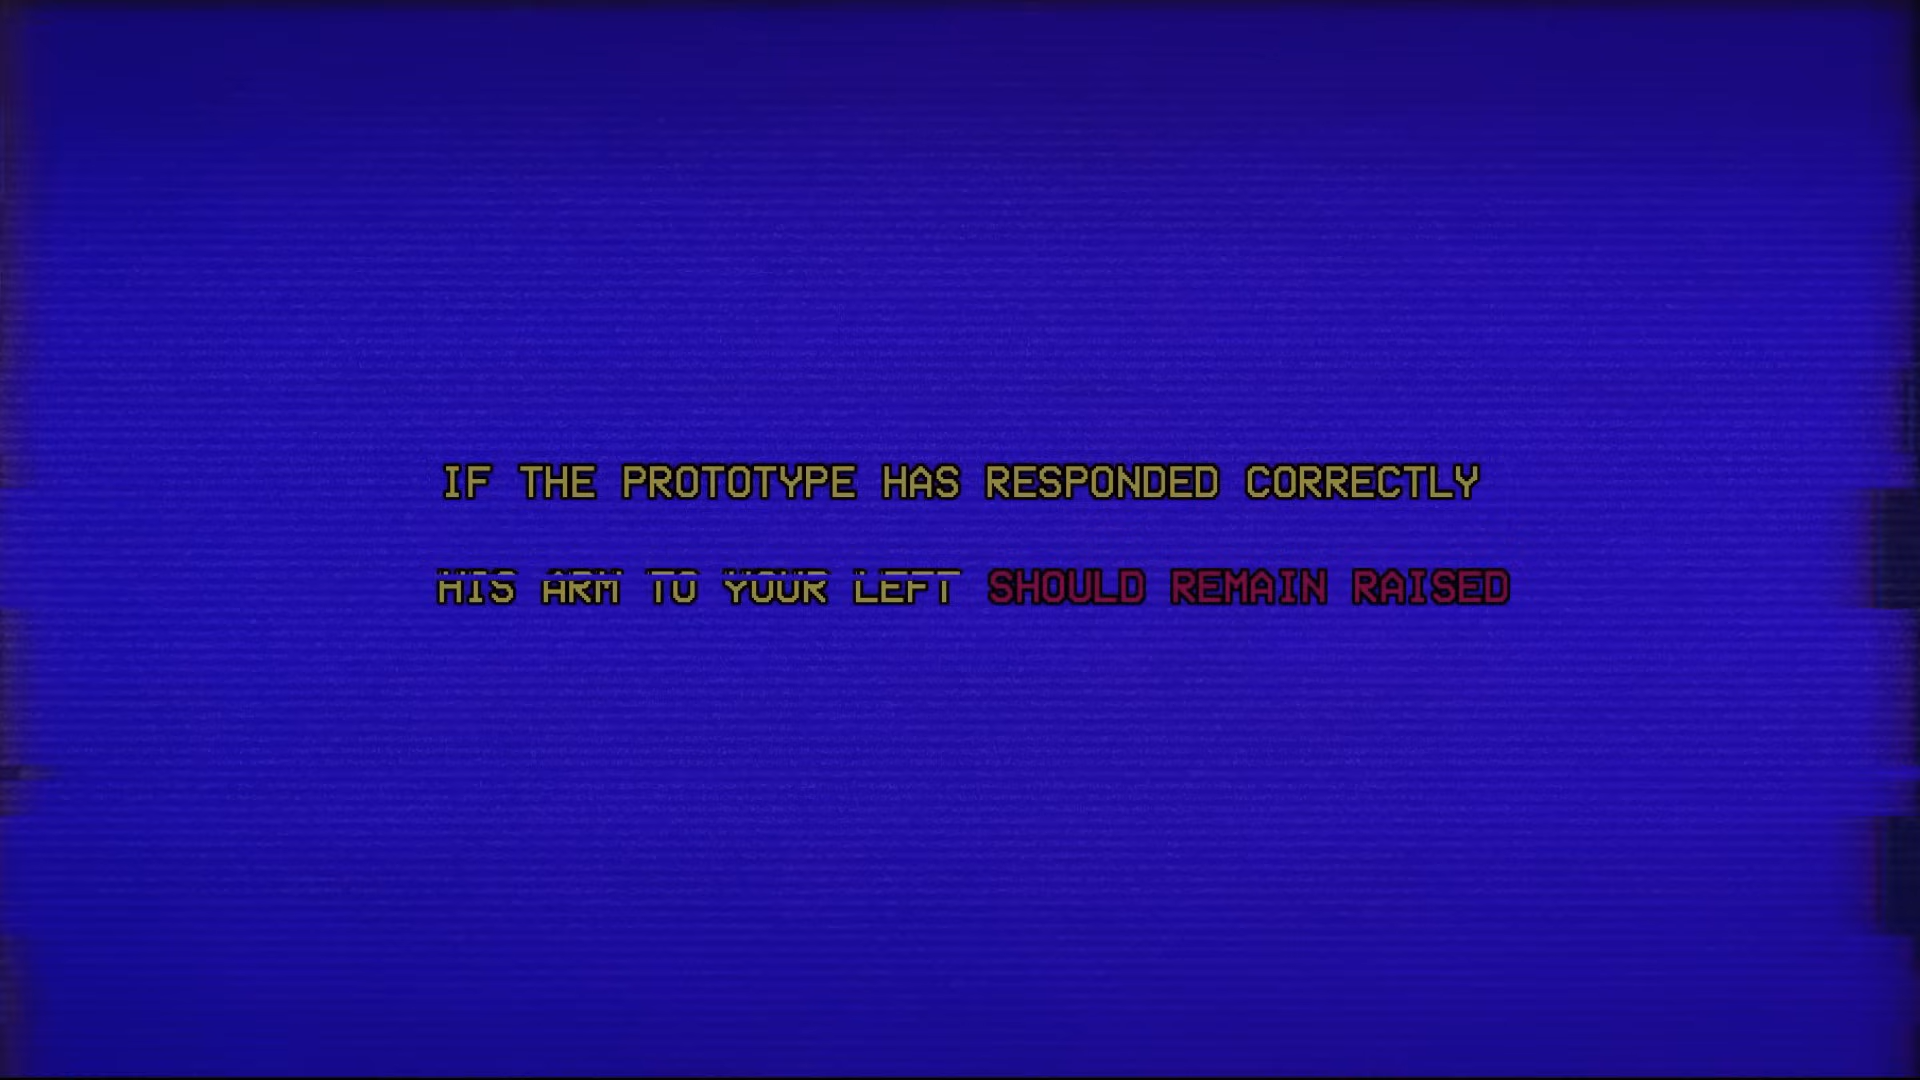 IF THE PROTOTYPE HAS RESPONDED CORRECTLY
HIS ARM TO YOUR LEFT SHOULD REMAIN RAISED